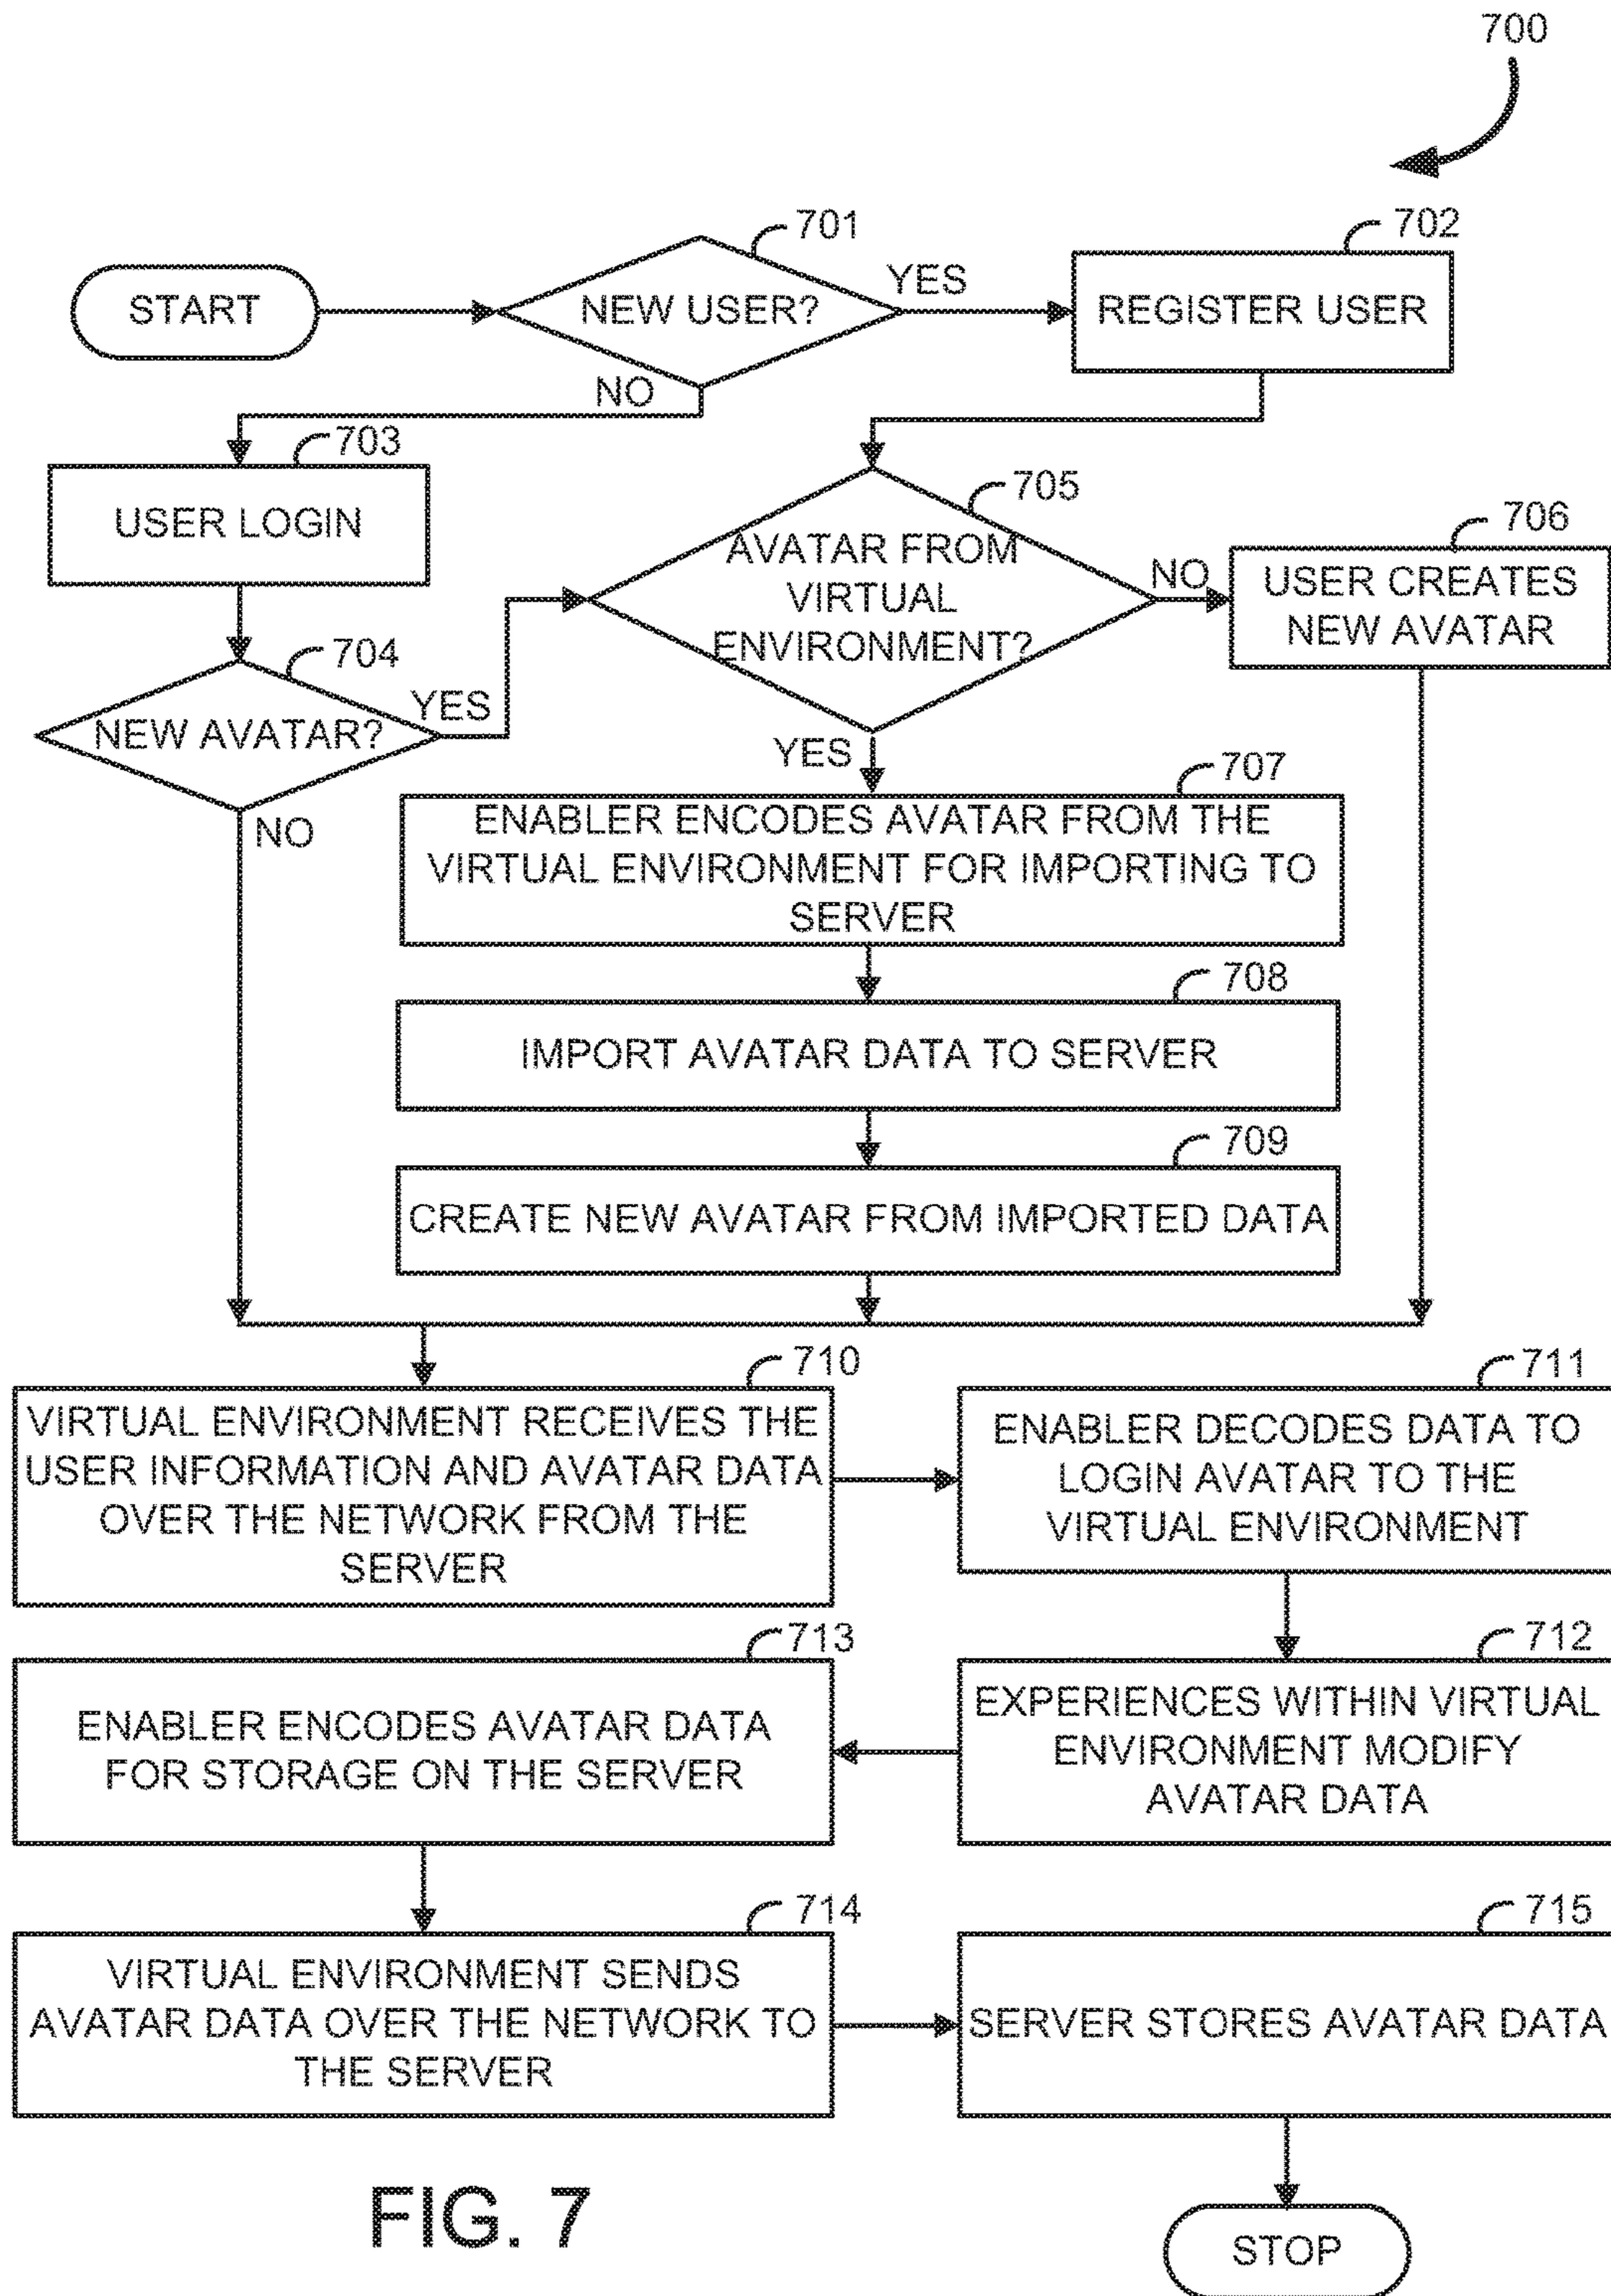 700
701
702
START
NEW USER?
YES
REGISTER USER
NO
703
USER LOGIN
705
AVATAR FROM
VIRTUAL
ENVIRONMENT?
NO
706
USER CREATES
NEW AVATAR
704
NEW AVATAR?
YES
NO
YES
707
ENABLER ENCODES AVATAR FROM THE
VIRTUAL ENVIRONMENT FOR IMPORTING TO
SERVER
708
IMPORT AVATAR DATA TO SERVER
709
CREATE NEW AVATAR FROM IMPORTED DATA
710
VIRTUAL ENVIRONMENT RECEIVES THE
USER INFORMATION AND AVATAR DATA
OVER THE NETWORK FROM THE
SERVER
711
ENABLER DECODES DATA TO
LOGIN AVATAR TO THE
VIRTUAL ENVIRONMENT
713
ENABLER ENCODES AVATAR DATA
FOR STORAGE ON THE SERVER
712
EXPERIENCES WITHIN VIRTUAL
ENVIRONMENT MODIFY
AVATAR DATA
714
VIRTUAL ENVIRONMENT SENDS
AVATAR DATA OVER THE NETWORK TO
THE SERVER
715
SERVER STORES AVATAR DATA
FIG. 7
STOP